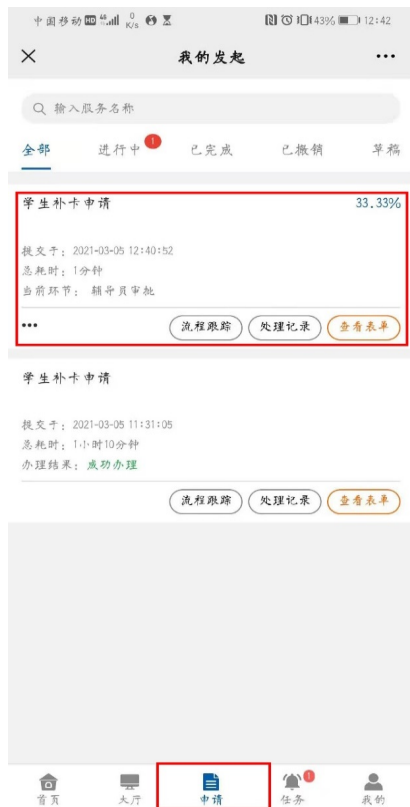 中国移动 HD 46 0 K/s N 43% 12:42
× 我的发起 •••
输入服务名称
全部 进行中 1 已完成 已撤销 草稿
学生补卡申请 33.33%
提交于：2021-03-05 12:40:52
总耗时：1分钟
当前环节：辅导员审批
••• 流程跟踪 处理记录 查看表单
学生补卡申请
提交于：2021-03-05 11:31:05
总耗时：1小时10分钟
办理结果：成功办理
流程跟踪 处理记录 查看表单
首页 大厅 申请 任务 1 我的